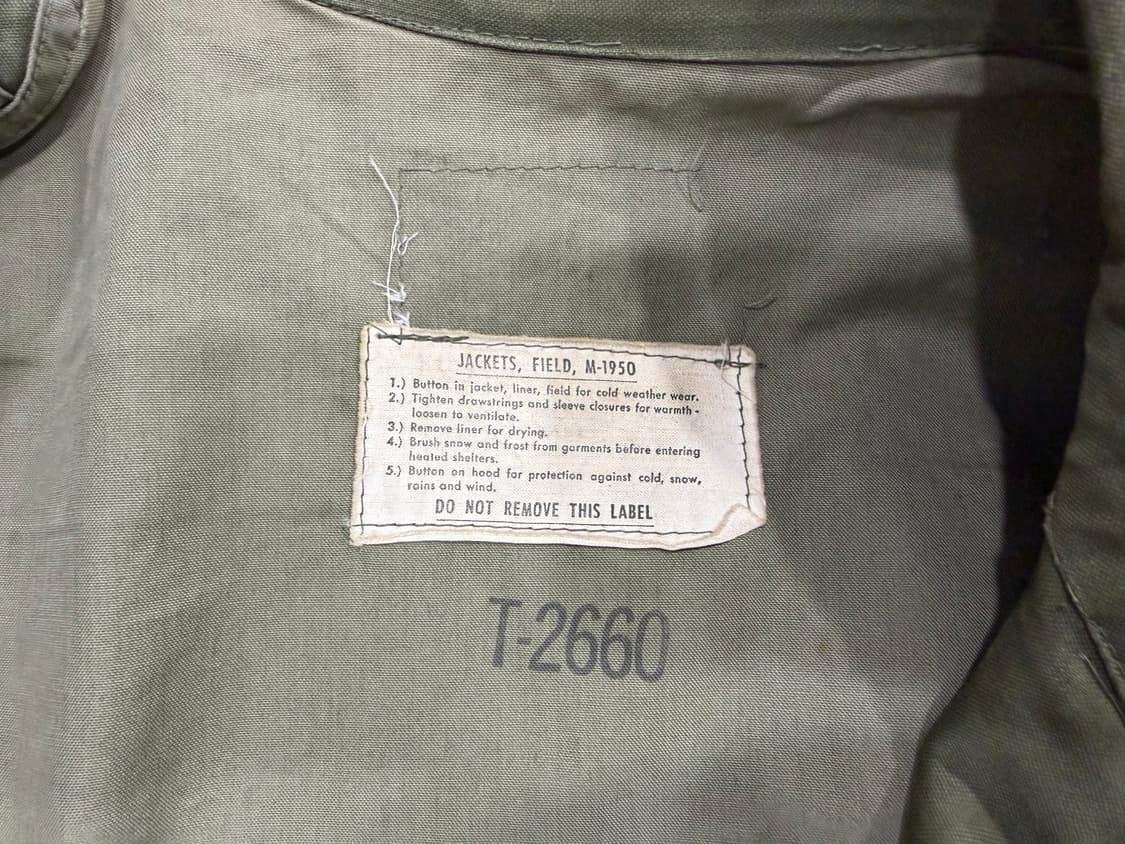 JACKETS, FIELD, M-1950
1.) Button in jacket, liner, field for cold weather wear.
2.) Tighten drawstrings and sleeve closures for warmth -
loosen to ventilate.
3.) Remove liner for drying.
4.) Brush snow and frost from garments before entering
heated shelters.
5.) Button on hood for protection against cold, snow,
rains and wind.
DO NOT REMOVE THIS LABEL
T-2660